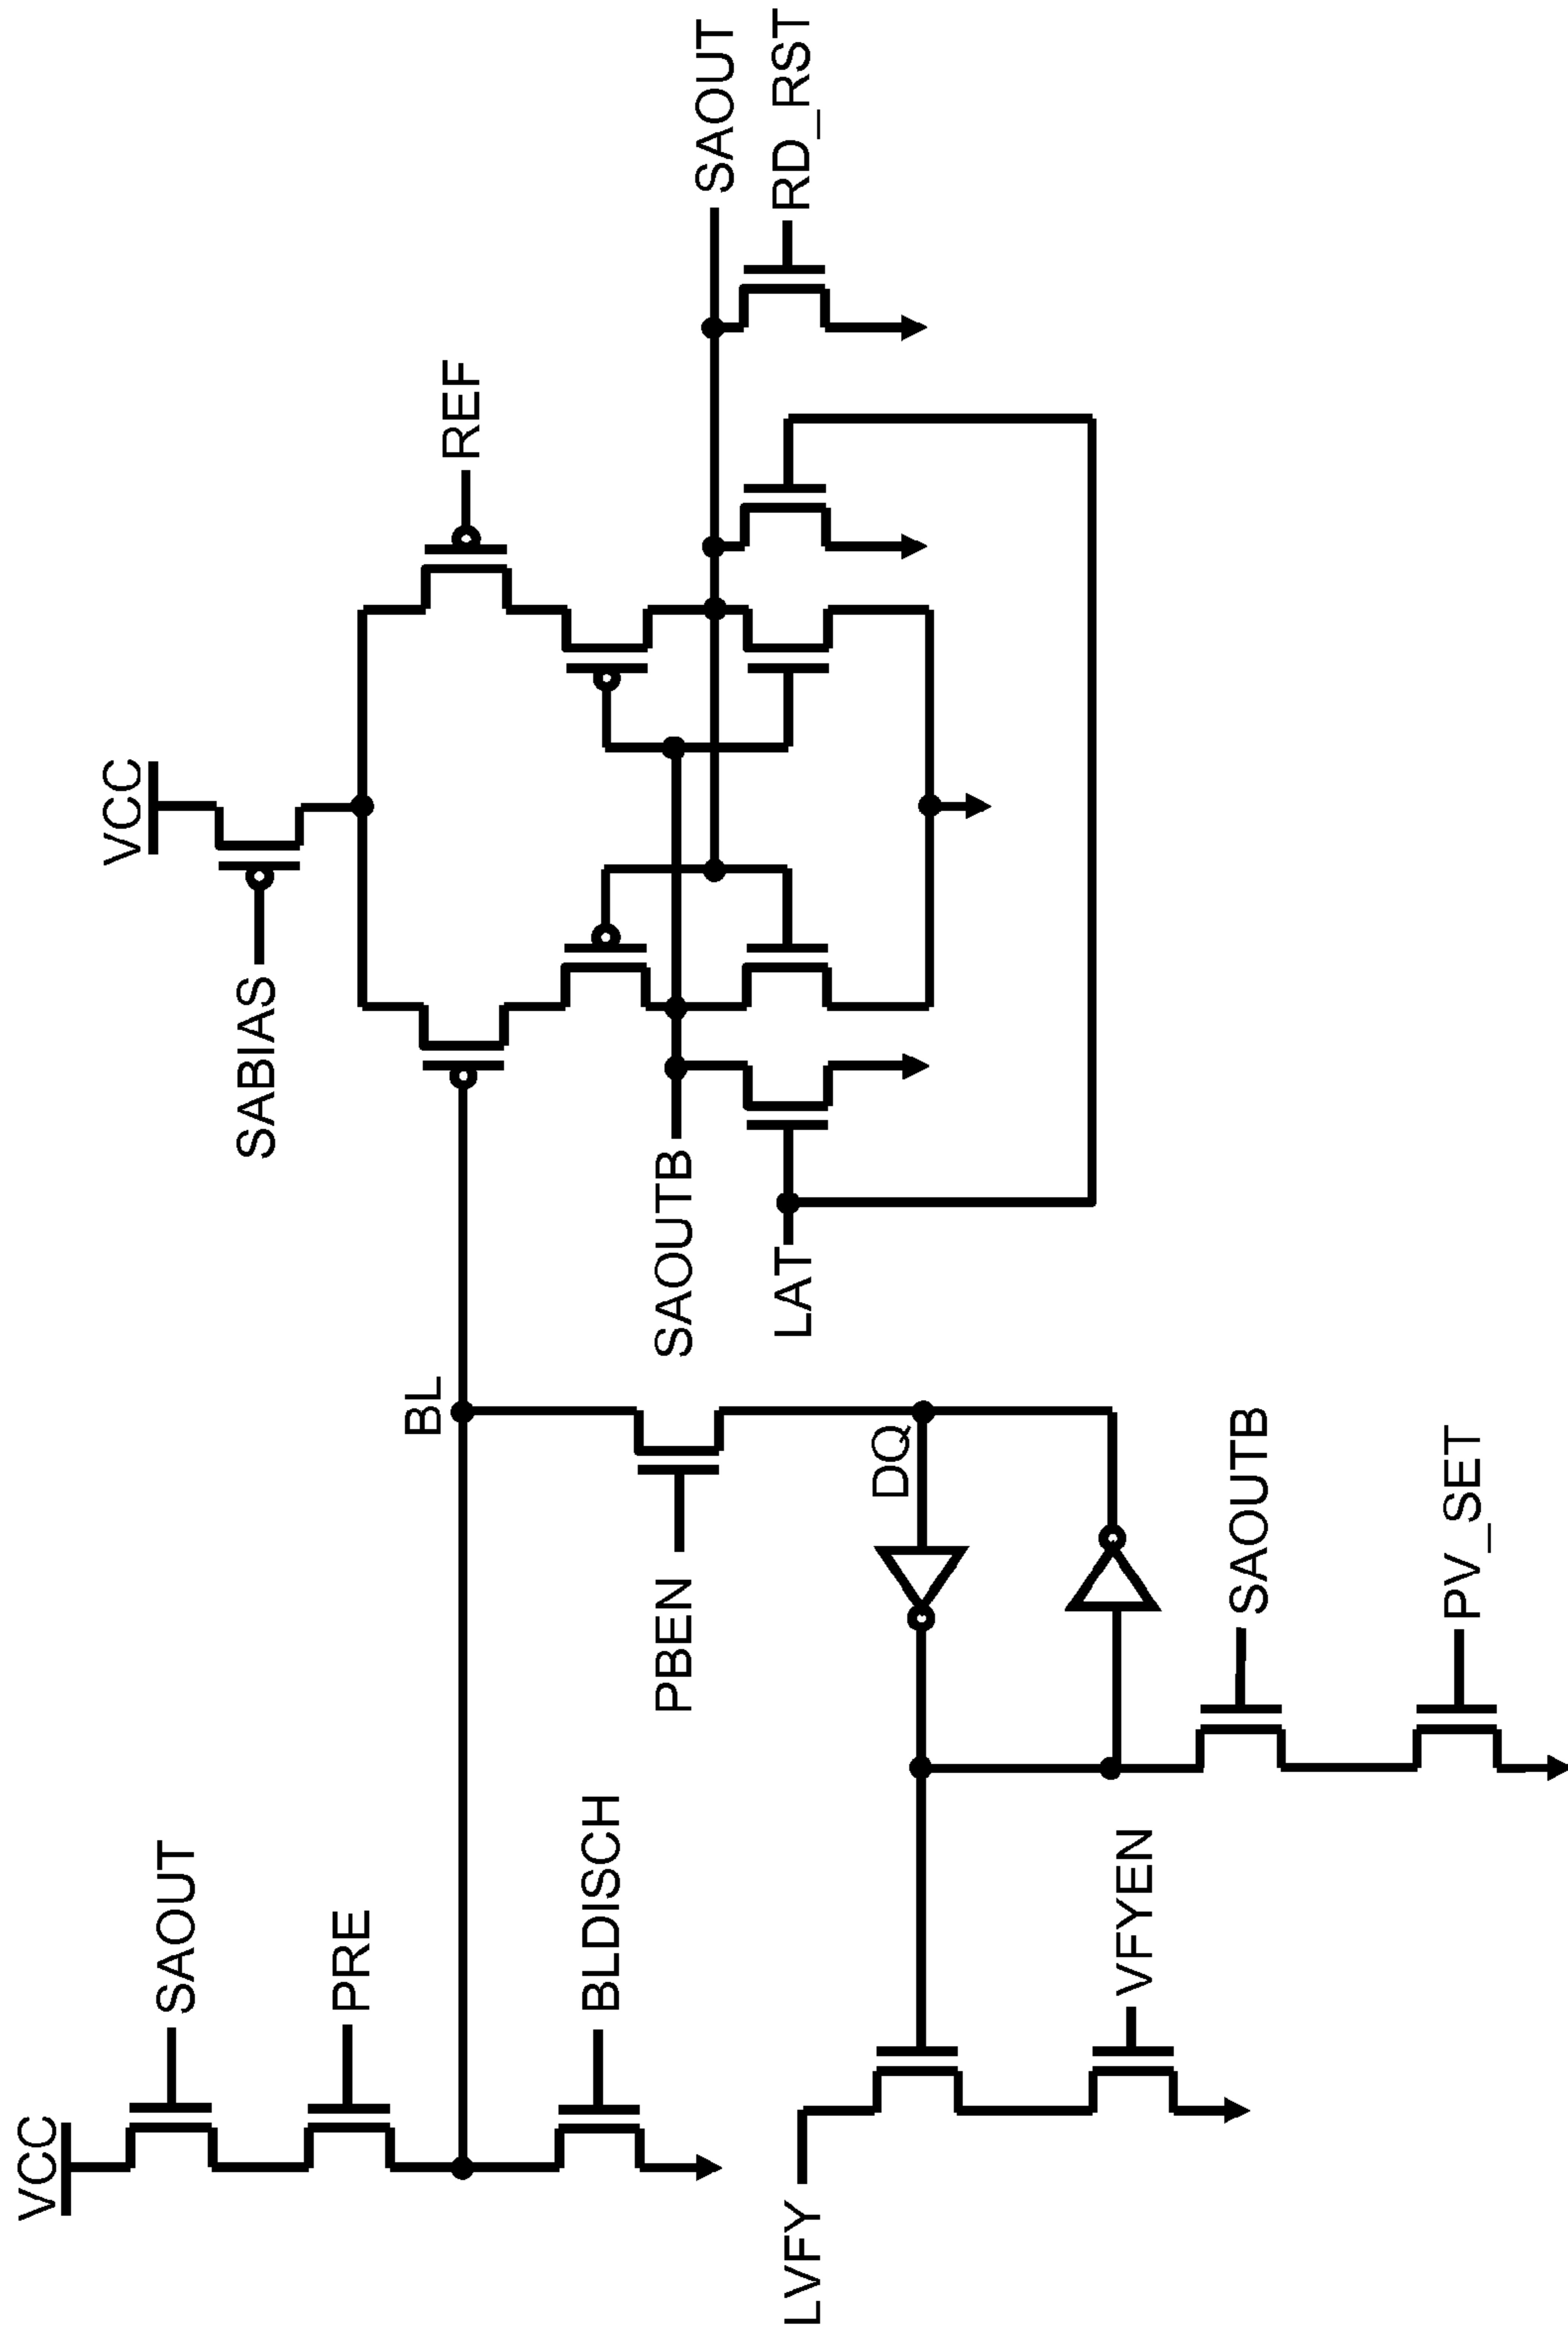 VCC
SAOUT
PRE
BLDISCH
LVFY
VFYEN
BL
PBEN
DQ
SAOUTB
PV_SET
VCC
SABIAS
REF
SAOUTB
LAT
SAOUT
RD_RST